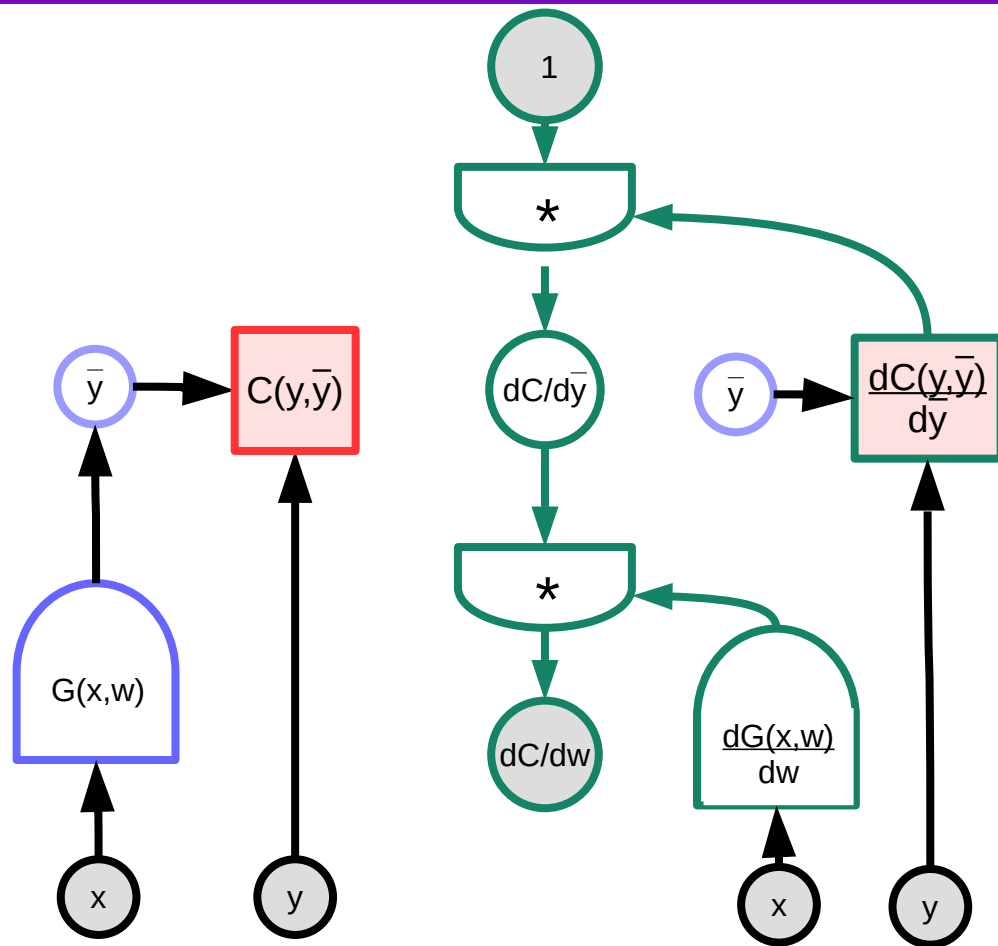 1
*
ȳ
C(y,ȳ)
dC/dȳ
ȳ
dC(y,ȳ)
dȳ
*
G(x,w)
dC/dw
dG(x,w)
dw
x
y
x
y